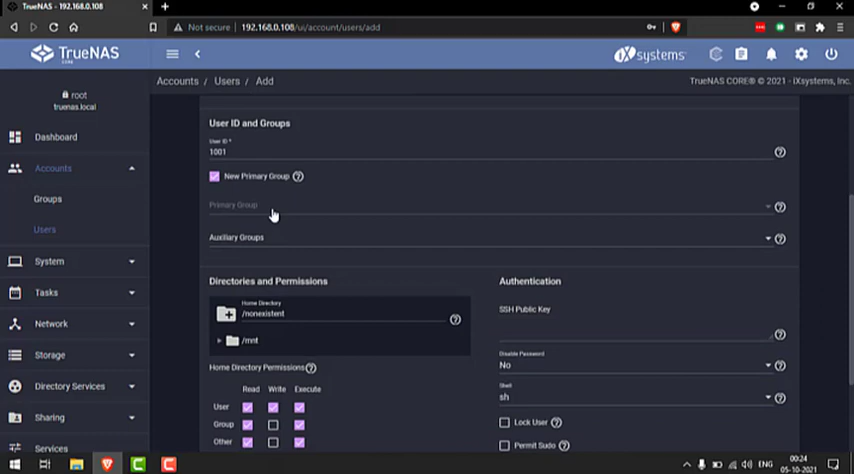 TrueNAS - 192.168.0.108
Not secure | 192.168.0.108/ui/account/users/add
TrueNAS
CORE
iXsystems
root
truenas.local
Accounts / Users / Add
TrueNAS CORE® © 2021 - iXsystems, Inc.
Dashboard
Accounts
Groups
Users
System
Tasks
Network
Storage
Directory Services
Sharing
Services
User ID and Groups
User ID *
1001
New Primary Group
Primary Group
Auxiliary Groups
Directories and Permissions
Home Directory
/nonexistent
/mnt
Home Directory Permissions
Read Write Execute
User
Group
Other
Authentication
SSH Public Key
Disable Password
No
Shell
sh
Lock User
Permit Sudo
ENG
00:24
05-10-2021